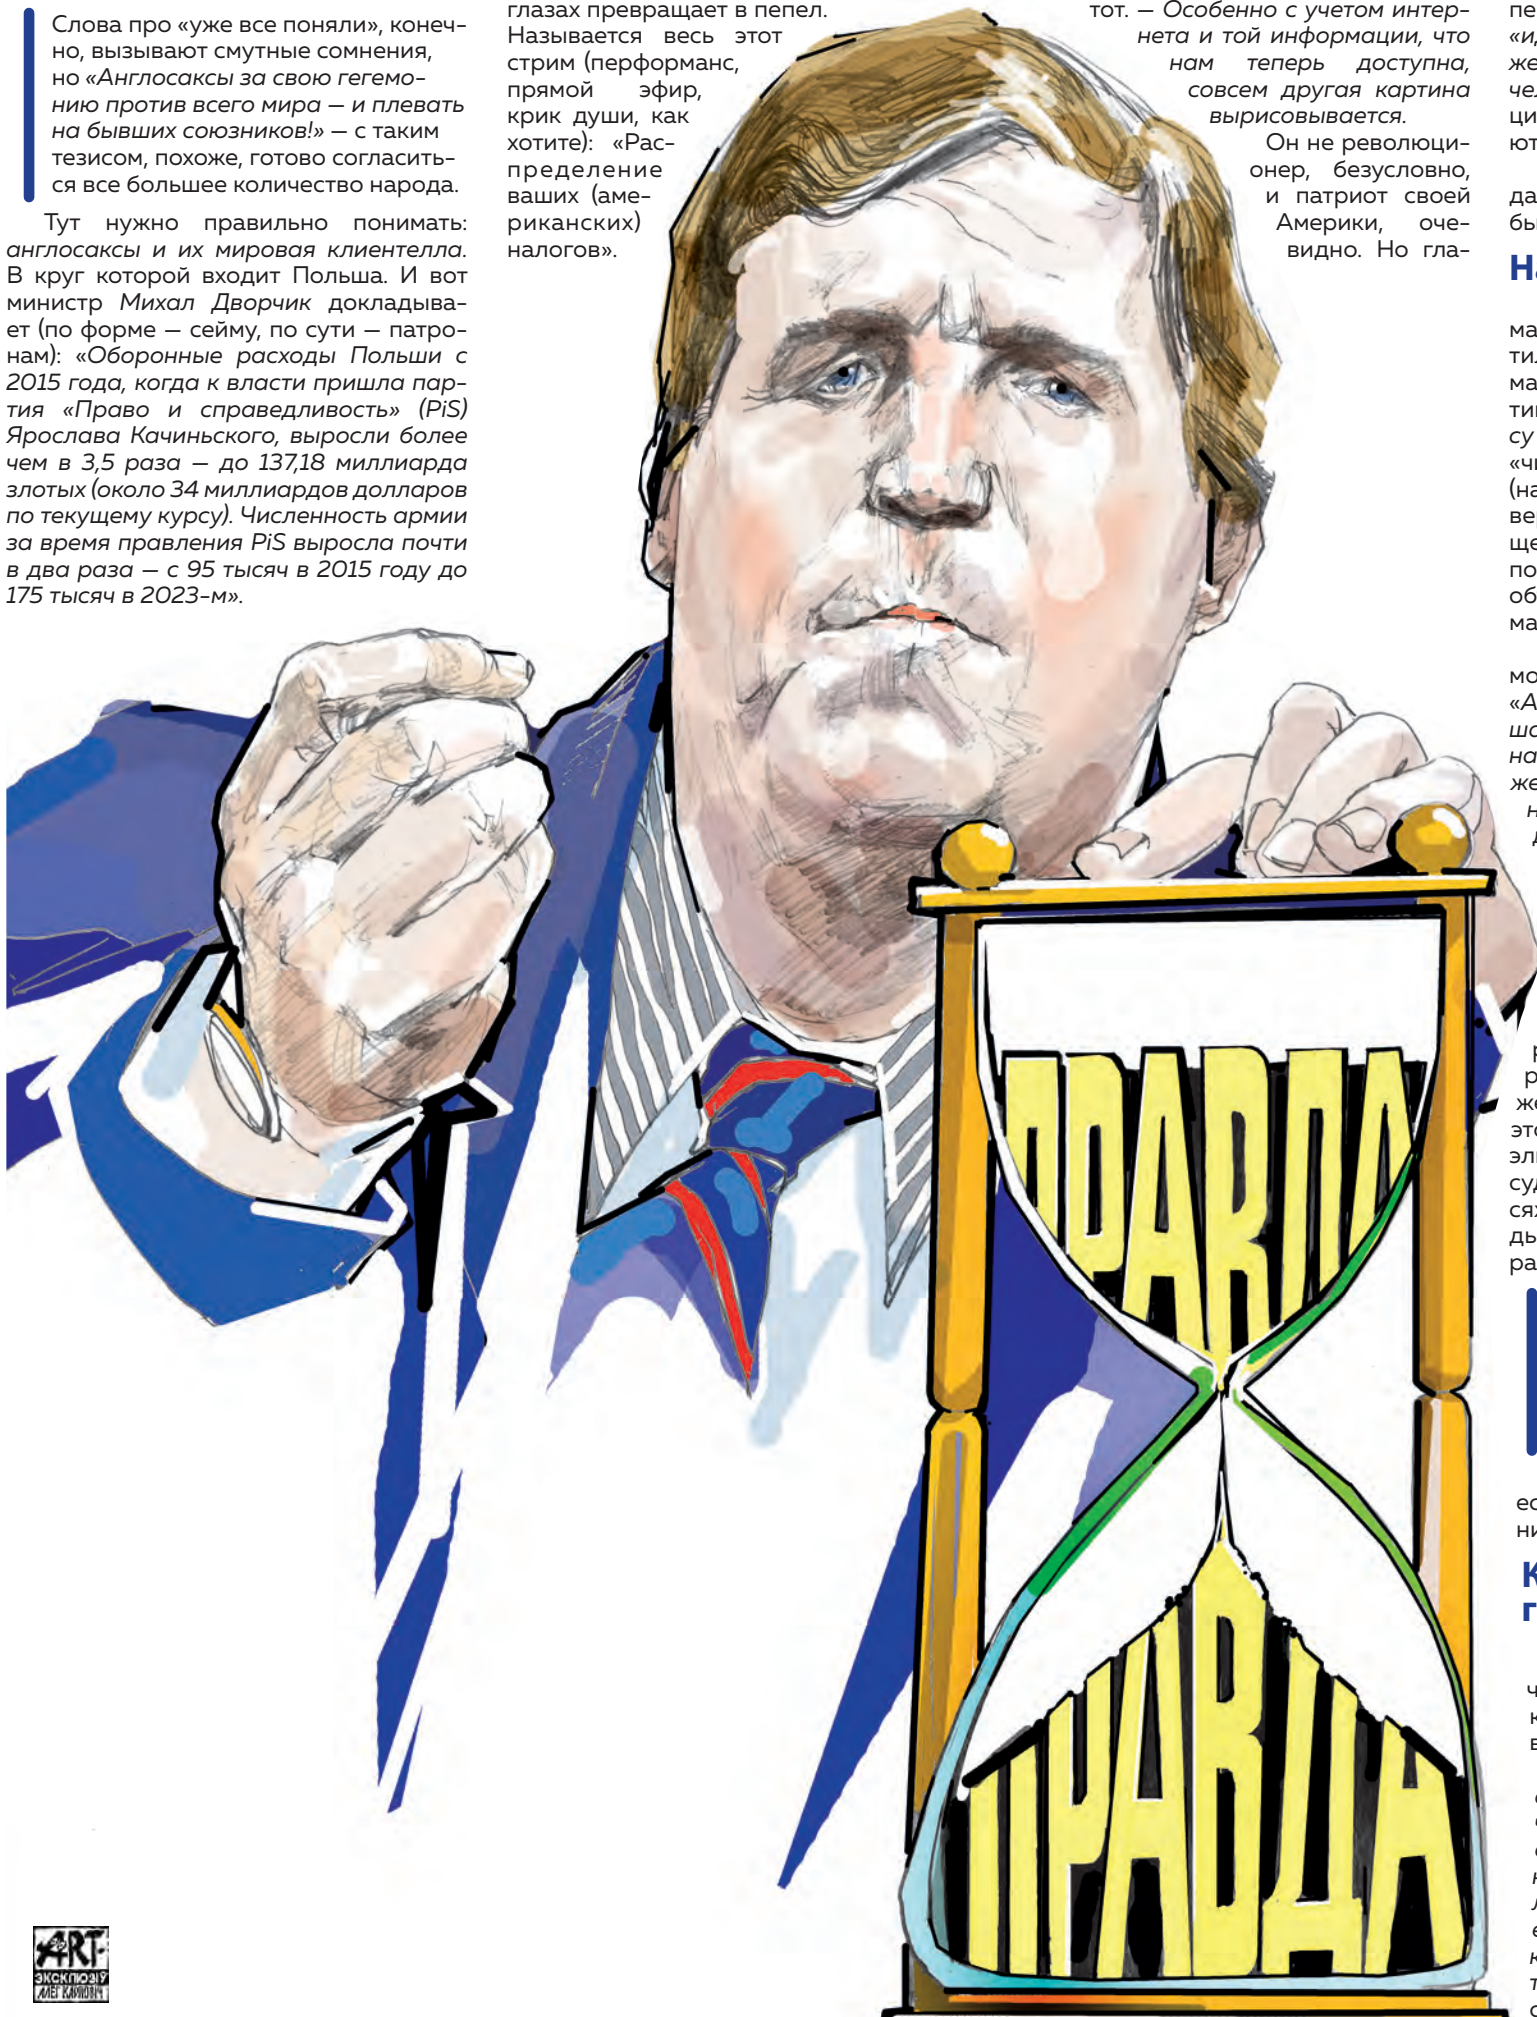 Слова про «уже все поняли», конеч-
но, вызывают смутные сомнения,
но «Англосаксы за свою гегемо-
нию против всего мира — и плевать
на бывших союзников!» — с таким
тезисом, похоже, готово согласить-
ся все большее количество народа.
Тут нужно правильно понимать:
англосаксы и их мировая клиентелла.
В круг которой входит Польша. И вот
министр Михал Дворчик докладыва-
ет (по форме — сейму, по сути — патро-
нам): «Оборонные расходы Польши с
2015 года, когда к власти пришла пар-
тия «Право и справедливость» (PiS)
Ярослава Качиньского, выросли более
чем в 3,5 раза — до 137,18 миллиарда
злотых (около 34 миллиардов долларов
по текущему курсу). Численность армии
за время правления PiS выросла почти
в два раза — с 95 тысяч в 2015 году до
175 тысяч в 2023-м».
глазах превращает в пепел.
Называется весь этот
стрим (перформанс,
прямой эфир,
крик души, как
хотите): «Рас-
пределение
ваших (аме-
риканских)
налогов».
тот. — Особенно с учетом интер-
нета и той информации, что
нам теперь доступна,
совсем другая картина
вырисовывается.
Он не революци-
онер, безусловно,
и патриот своей
Америки, оче-
видно. Но гла-
ПРАВДА
ПРАВДА
ART-
ЭКСКЛЮЗІЎ
АЛЕГ КАРПОВІЧ